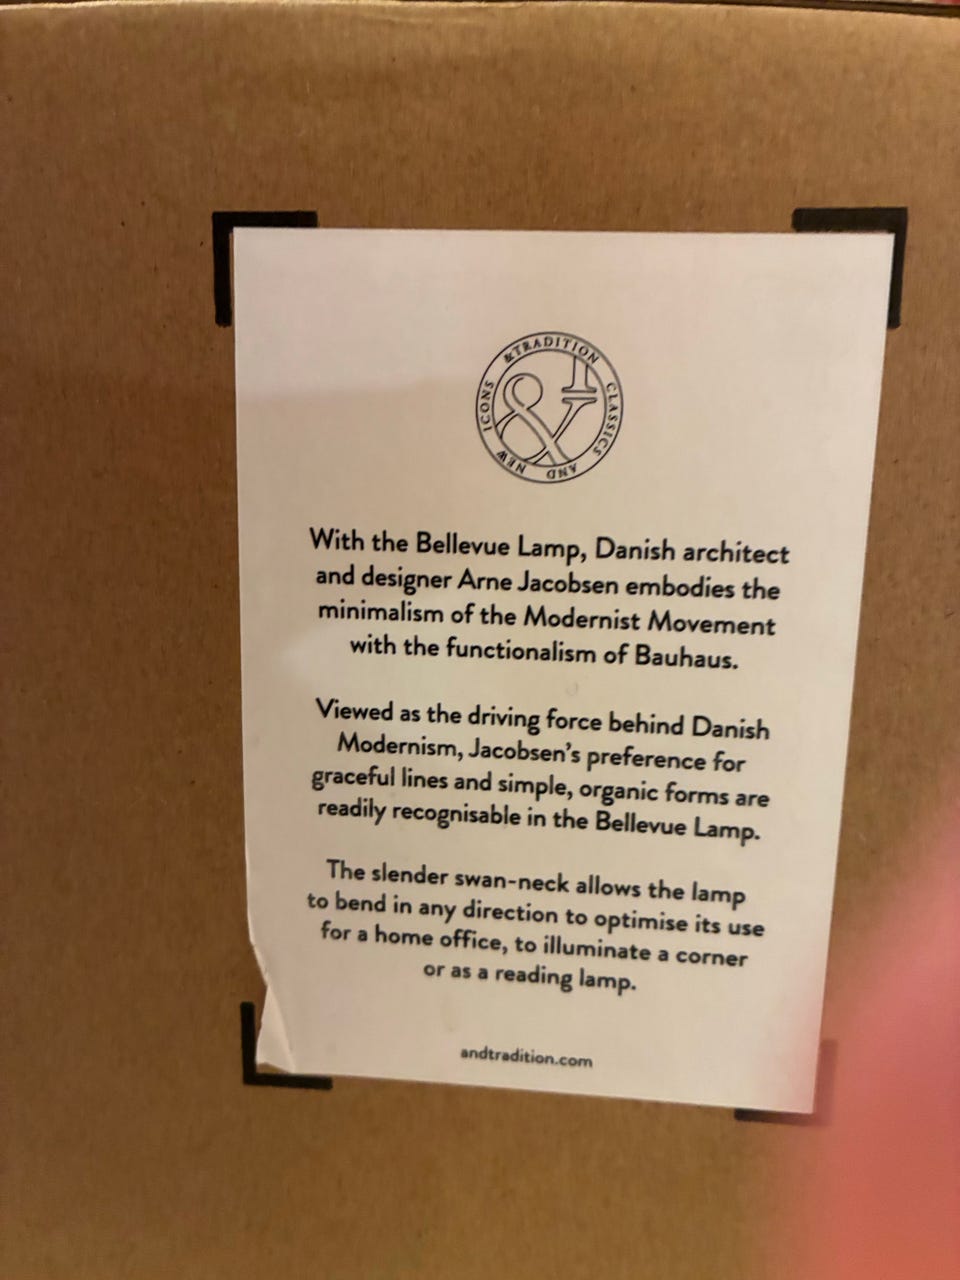 &TRADITION CLASSICS AND NEW ICONS
&
With the Bellevue Lamp, Danish architect
and designer Arne Jacobsen embodies the
minimalism of the Modernist Movement
with the functionalism of Bauhaus.
Viewed as the driving force behind Danish
Modernism, Jacobsen's preference for
graceful lines and simple, organic forms are
readily recognisable in the Bellevue Lamp.
The slender swan-neck allows the lamp
to bend in any direction to optimise its use
for a home office, to illuminate a corner
or as a reading lamp.
andtradition.com